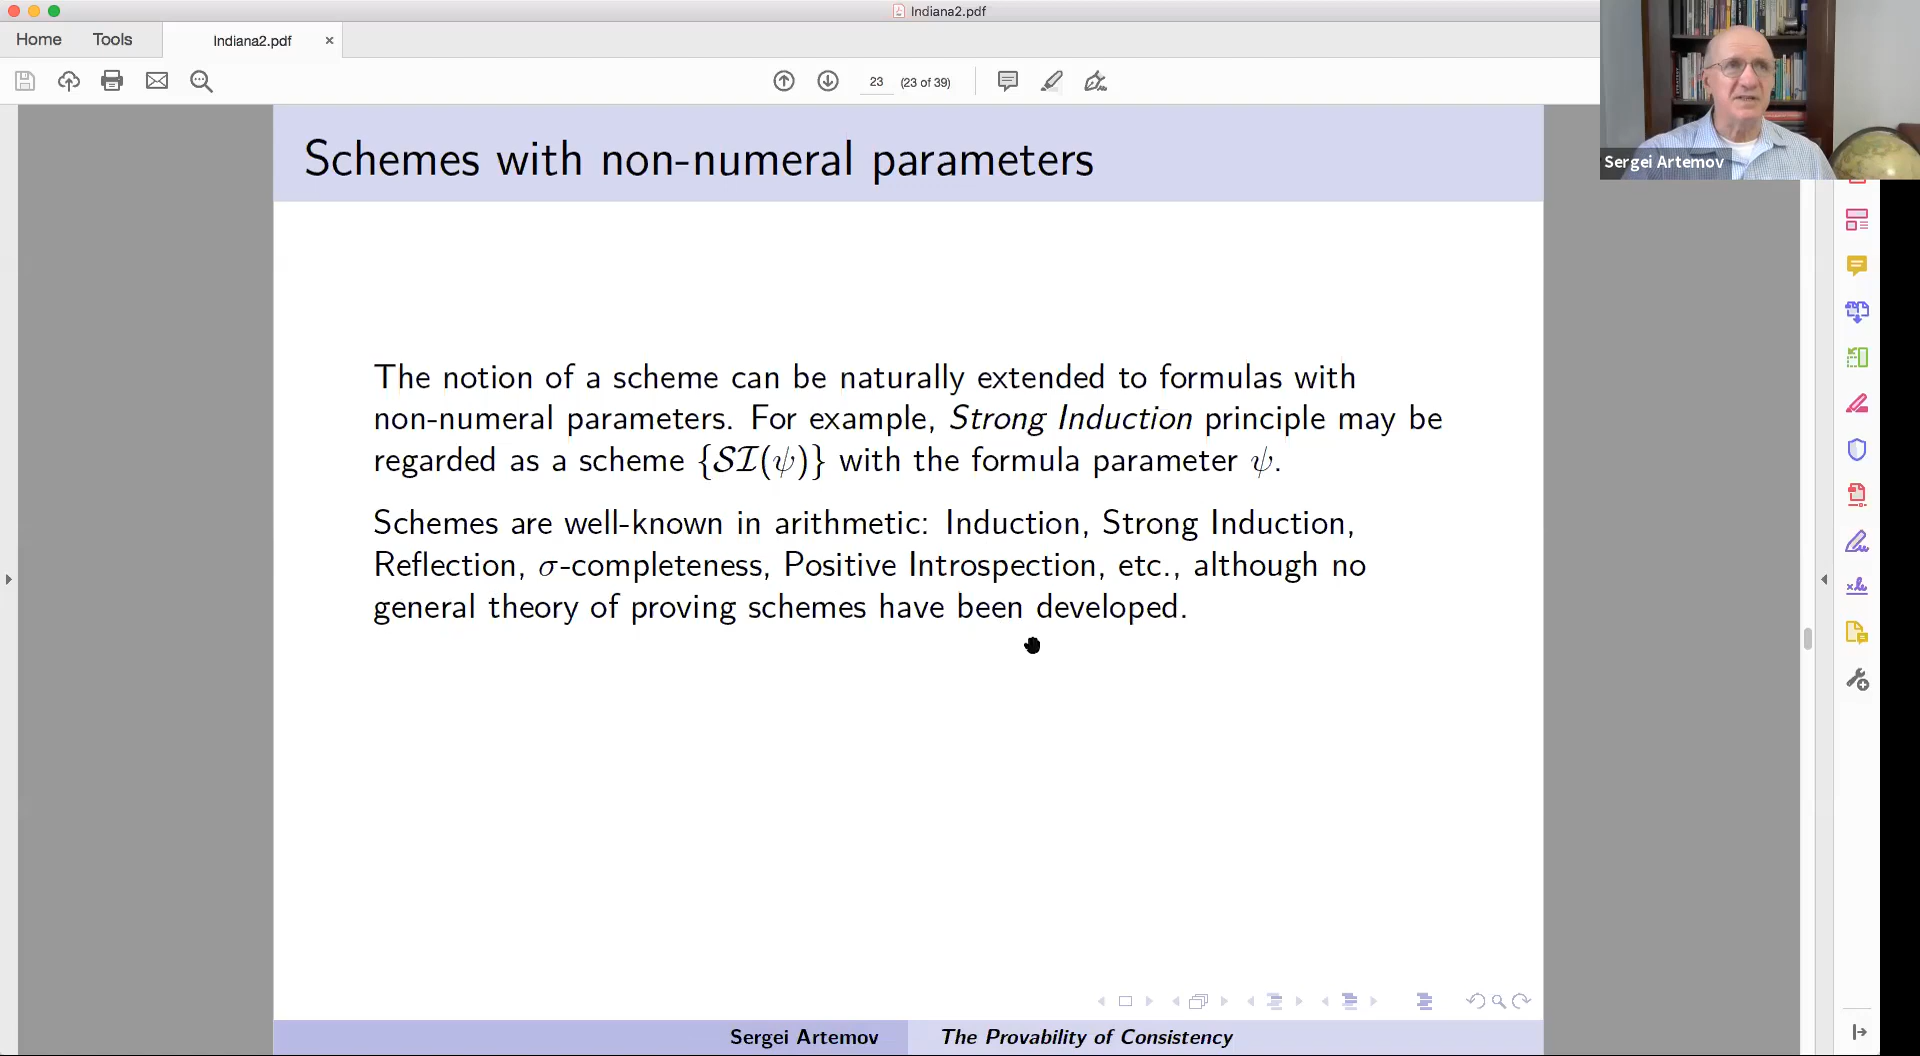 Indiana2.pdf
Home Tools Indiana2.pdf ×
23 (23 of 39)
Sergei Artemov
Schemes with non-numeral parameters
The notion of a scheme can be naturally extended to formulas with
non-numeral parameters. For example, Strong Induction principle may be
regarded as a scheme {𝒮ℐ(ψ)} with the formula parameter ψ.
Schemes are well-known in arithmetic: Induction, Strong Induction,
Reflection, σ-completeness, Positive Introspection, etc., although no
general theory of proving schemes have been developed.
Sergei Artemov The Provability of Consistency